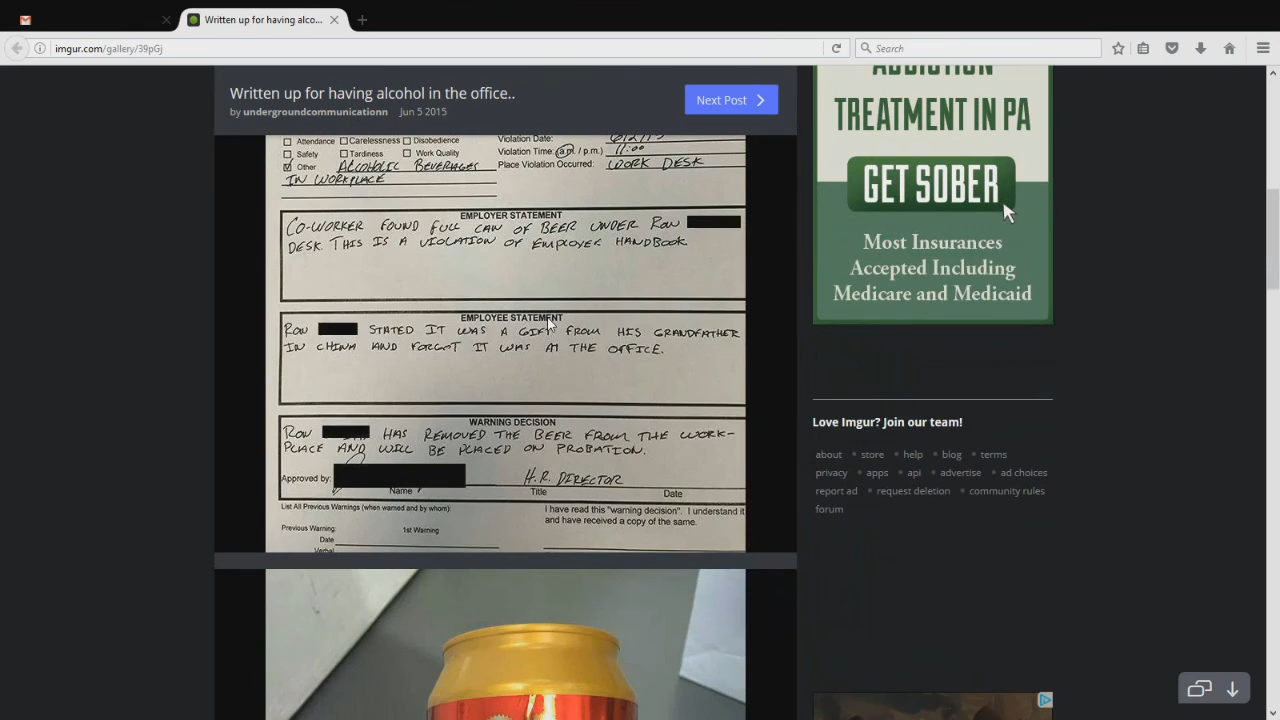 Written up for having alco...
imgur.com/gallery/39pGj
Search
Written up for having alcohol in the office..
by undergroundcommunicationn Jun 5 2015
Next Post
Attendance Carelessness Disobedience
Safety Tardiness Work Quality
Other ALCOHOLIC BEVERAGES
IN WORKPLACE
Violation Date:
Violation Time: (a.m. / p.m.) 11:00
Place Violation Occurred: WORK DESK
EMPLOYER STATEMENT
CO-WORKER FOUND FULL CAN OF BEER UNDER ROW
DESK. THIS IS A VIOLATION OF EMPLOYEE HANDBOOK.
EMPLOYEE STATEMENT
ROW STATED IT WAS A GIFT FROM HIS GRANDFATHER
IN CHINA AND FORGOT IT WAS AT THE OFFICE.
WARNING DECISION
ROW HAS REMOVED THE BEER FROM THE WORK-
PLACE AND WILL BE PLACED ON PROBATION.
Approved by: H.R. DIRECTOR
Name Title Date
List All Previous Warnings (when warned and by whom):
Previous Warning: 1st Warning
Date
Verbal
I have read this "warning decision". I understand it
and have received a copy of the same.
ADDICTION
TREATMENT IN PA
GET SOBER
Most Insurances
Accepted Including
Medicare and Medicaid
Love Imgur? Join our team!
about store help blog terms
privacy apps api advertise ad choices
report ad request deletion community rules
forum